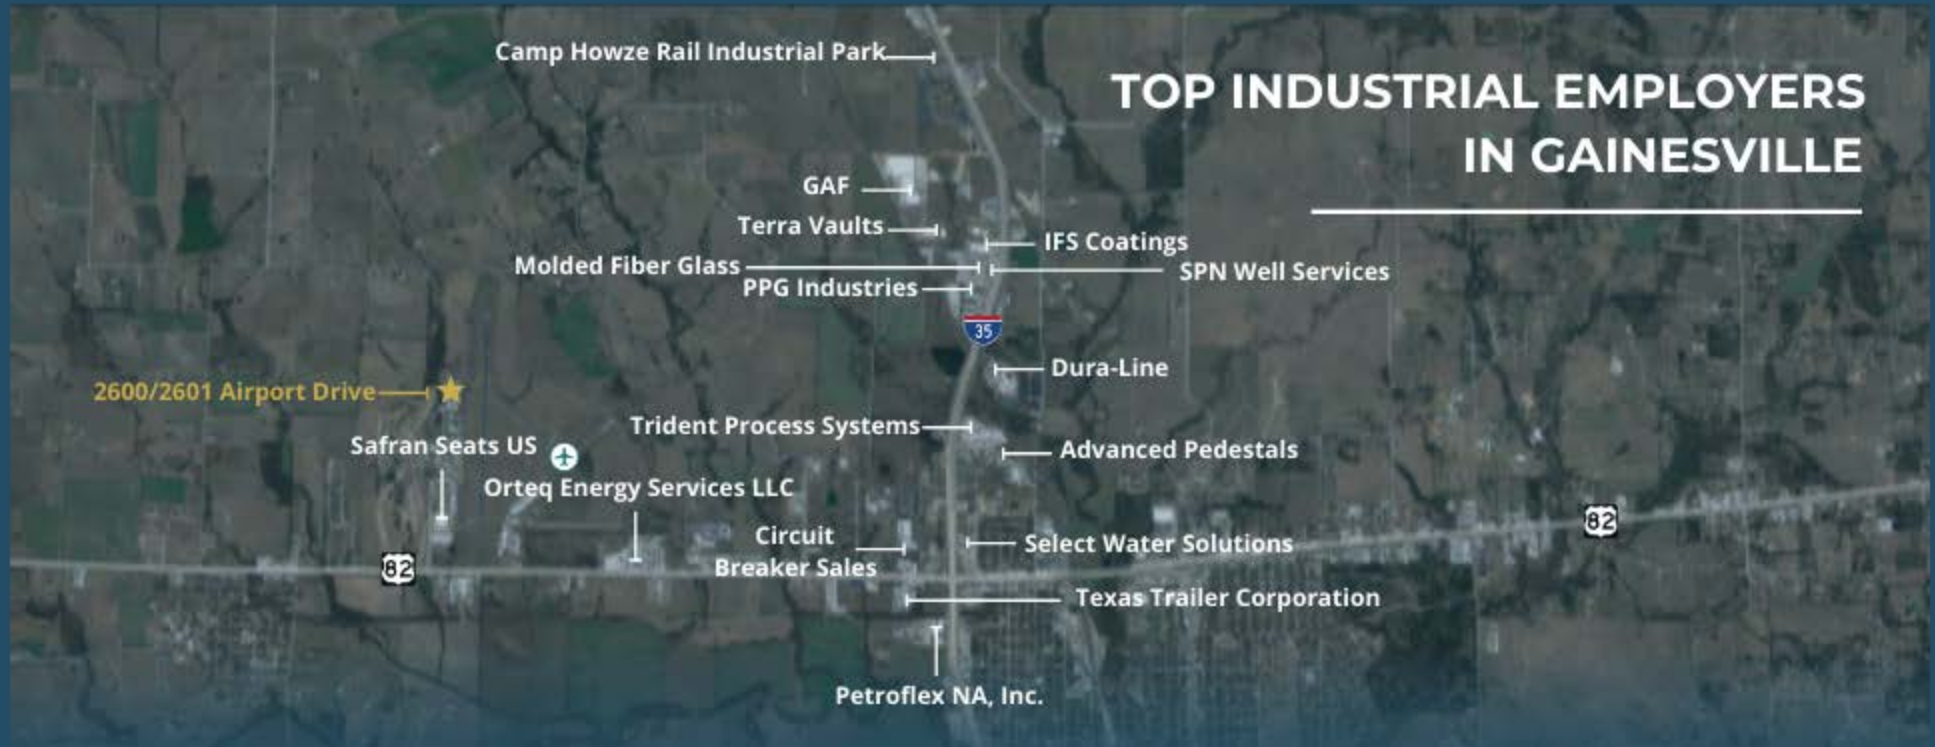 TOP INDUSTRIAL EMPLOYERS
IN GAINESVILLE
Camp Howze Rail Industrial Park
GAF
Terra Vaults
IFS Coatings
Molded Fiber Glass
SPN Well Services
PPG Industries
35
Dura-Line
2600/2601 Airport Drive
Trident Process Systems
Safran Seats US
Advanced Pedestals
Orteq Energy Services LLC
82
Circuit
Breaker Sales
Select Water Solutions
82
Texas Trailer Corporation
Petroflex NA, Inc.